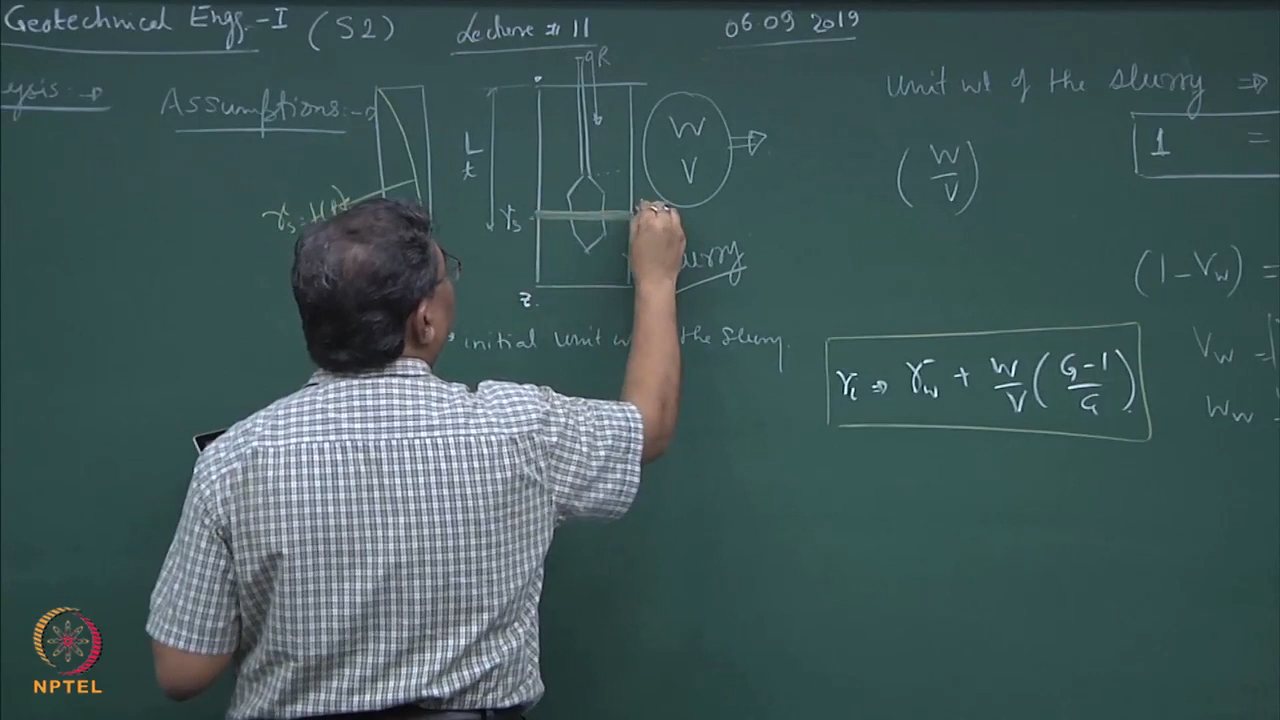 Geotechnical Engg.-I (S2) Lecture # 11 06 09 2019
ysis:→ Assumptions:→
R
L
t
γs
z.
W
V
initial Unit w the slurry.
Unit wt of the slurry ⇒
(W/V)
1 =
(1-Vw) =
γi ⇒ γw + W/V (G-1/G)
Vw =
Ww
NPTEL